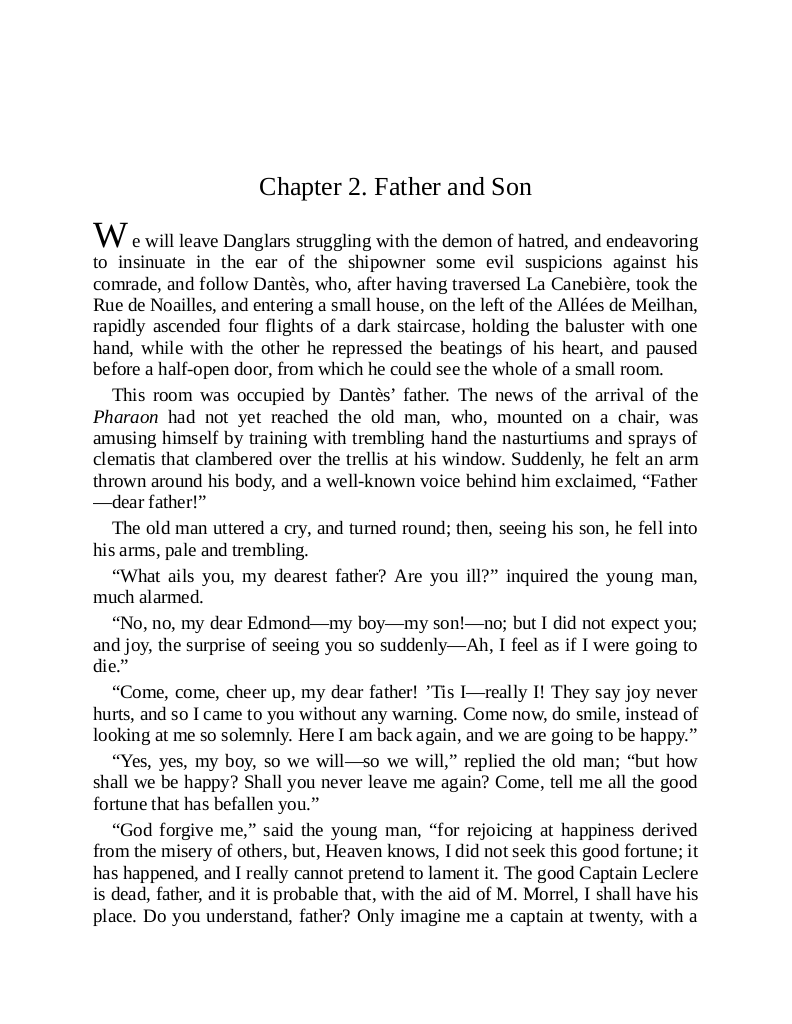 Chapter 2. Father and Son
We will leave Danglars struggling with the demon of hatred, and endeavoring
to insinuate in the ear of the shipowner some evil suspicions against his
comrade, and follow Dantès, who, after having traversed La Canebière, took the
Rue de Noailles, and entering a small house, on the left of the Allées de Meilhan,
rapidly ascended four flights of a dark staircase, holding the baluster with one
hand, while with the other he repressed the beatings of his heart, and paused
before a half-open door, from which he could see the whole of a small room.
This room was occupied by Dantès’ father. The news of the arrival of the
Pharaon had not yet reached the old man, who, mounted on a chair, was
amusing himself by training with trembling hand the nasturtiums and sprays of
clematis that clambered over the trellis at his window. Suddenly, he felt an arm
thrown around his body, and a well-known voice behind him exclaimed, “Father
—dear father!”
The old man uttered a cry, and turned round; then, seeing his son, he fell into
his arms, pale and trembling.
“What ails you, my dearest father? Are you ill?” inquired the young man,
much alarmed.
“No, no, my dear Edmond—my boy—my son!—no; but I did not expect you;
and joy, the surprise of seeing you so suddenly—Ah, I feel as if I were going to
die.”
“Come, come, cheer up, my dear father! ’Tis I—really I! They say joy never
hurts, and so I came to you without any warning. Come now, do smile, instead of
looking at me so solemnly. Here I am back again, and we are going to be happy.”
“Yes, yes, my boy, so we will—so we will,” replied the old man; “but how
shall we be happy? Shall you never leave me again? Come, tell me all the good
fortune that has befallen you.”
“God forgive me,” said the young man, “for rejoicing at happiness derived
from the misery of others, but, Heaven knows, I did not seek this good fortune; it
has happened, and I really cannot pretend to lament it. The good Captain Leclere
is dead, father, and it is probable that, with the aid of M. Morrel, I shall have his
place. Do you understand, father? Only imagine me a captain at twenty, with a